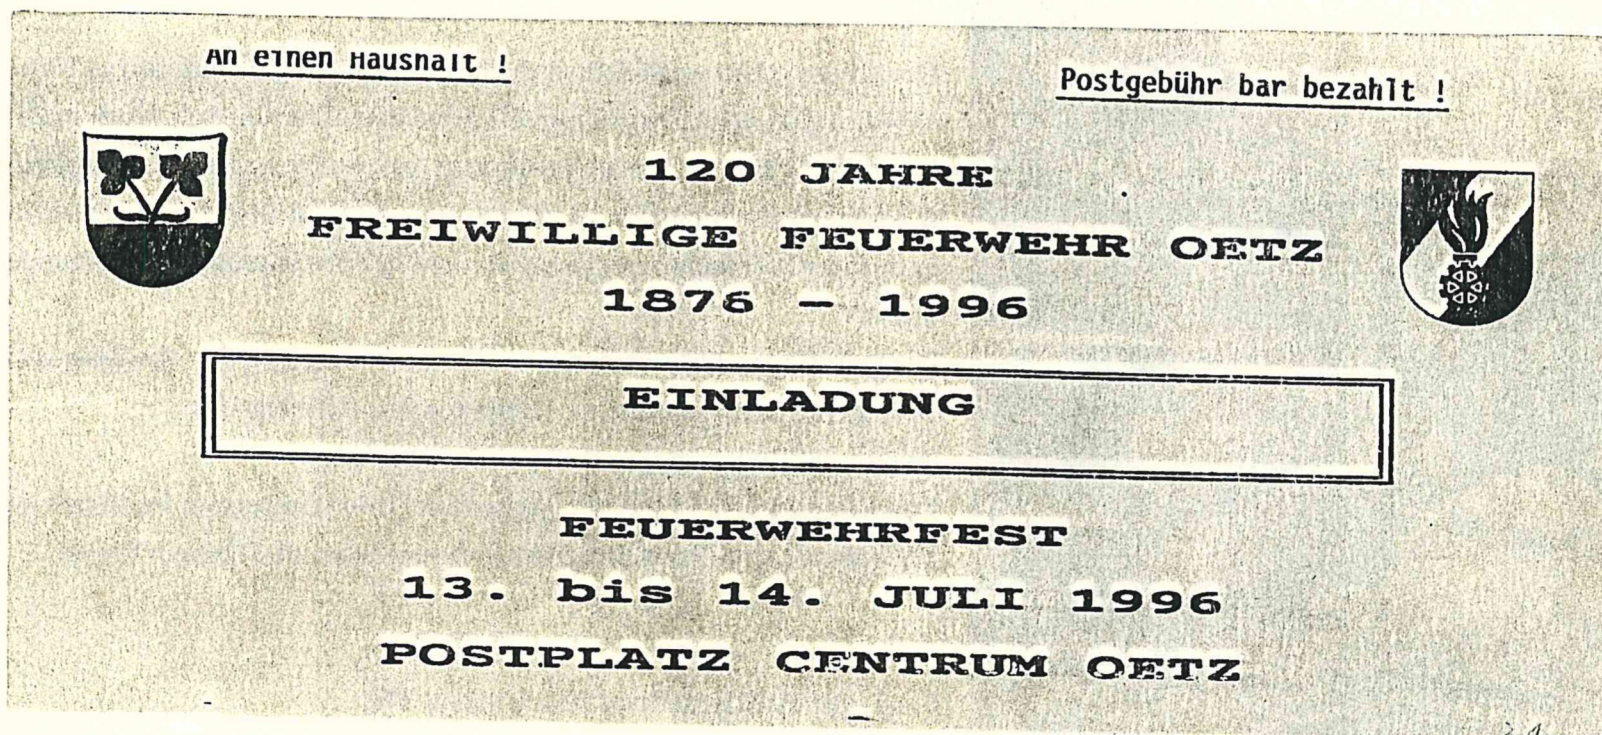 An einen Haushalt !
Postgebühr bar bezahlt !
120 JAHRE
FREIWILLIGE FEUERWEHR OETZ
1876 - 1996
EINLADUNG
FEUERWEHRFEST
13. bis 14. JULI 1996
POSTPLATZ CENTRUM OETZ